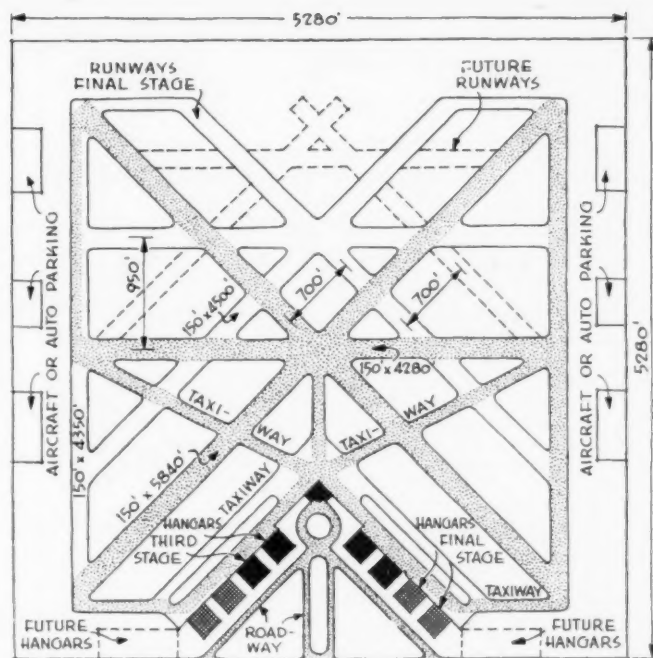 5280'
RUNWAYS
FINAL STAGE
FUTURE
RUNWAYS
AIRCRAFT OR AUTO PARKING
950'
150' x 4500'
700'
700'
AIRCRAFT OR AUTO PARKING
5280'
150' x 4280'
TAXI-
WAY
TAXI-
WAY
150' x 4350'
150' x 5840'
TAXIWAY
HANGARS
THIRD
STAGE
HANGARS
FINAL
STAGE
TAXIWAY
FUTURE
HANGARS
ROAD-
WAY
FUTURE
HANGARS